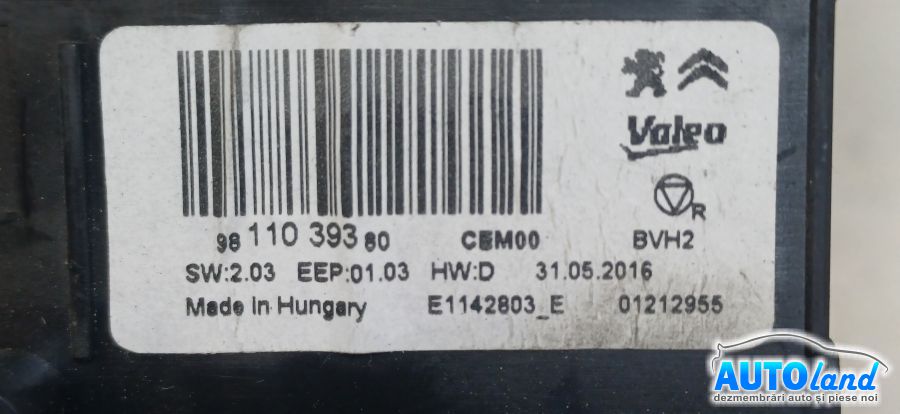 Valeo
R
98 110 393 80 CEM00 BVH2
SW:2.03 EEP:01.03 HW:D 31.05.2016
Made In Hungary E1142803_E 01212955
AUTOland
dezmembrări auto și piese noi